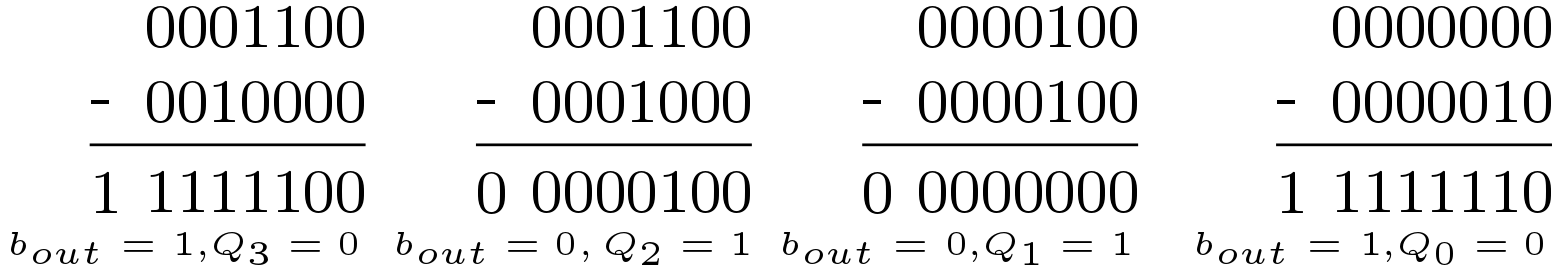 0001100 0001100 0000100 0000000
- 0010000 - 0001000 - 0000100 - 0000010
1 1111100 0 0000100 0 0000000 1 1111110
b_out = 1,Q_3 = 0 b_out = 0, Q_2 = 1 b_out = 0,Q_1 = 1 b_out = 1,Q_0 = 0